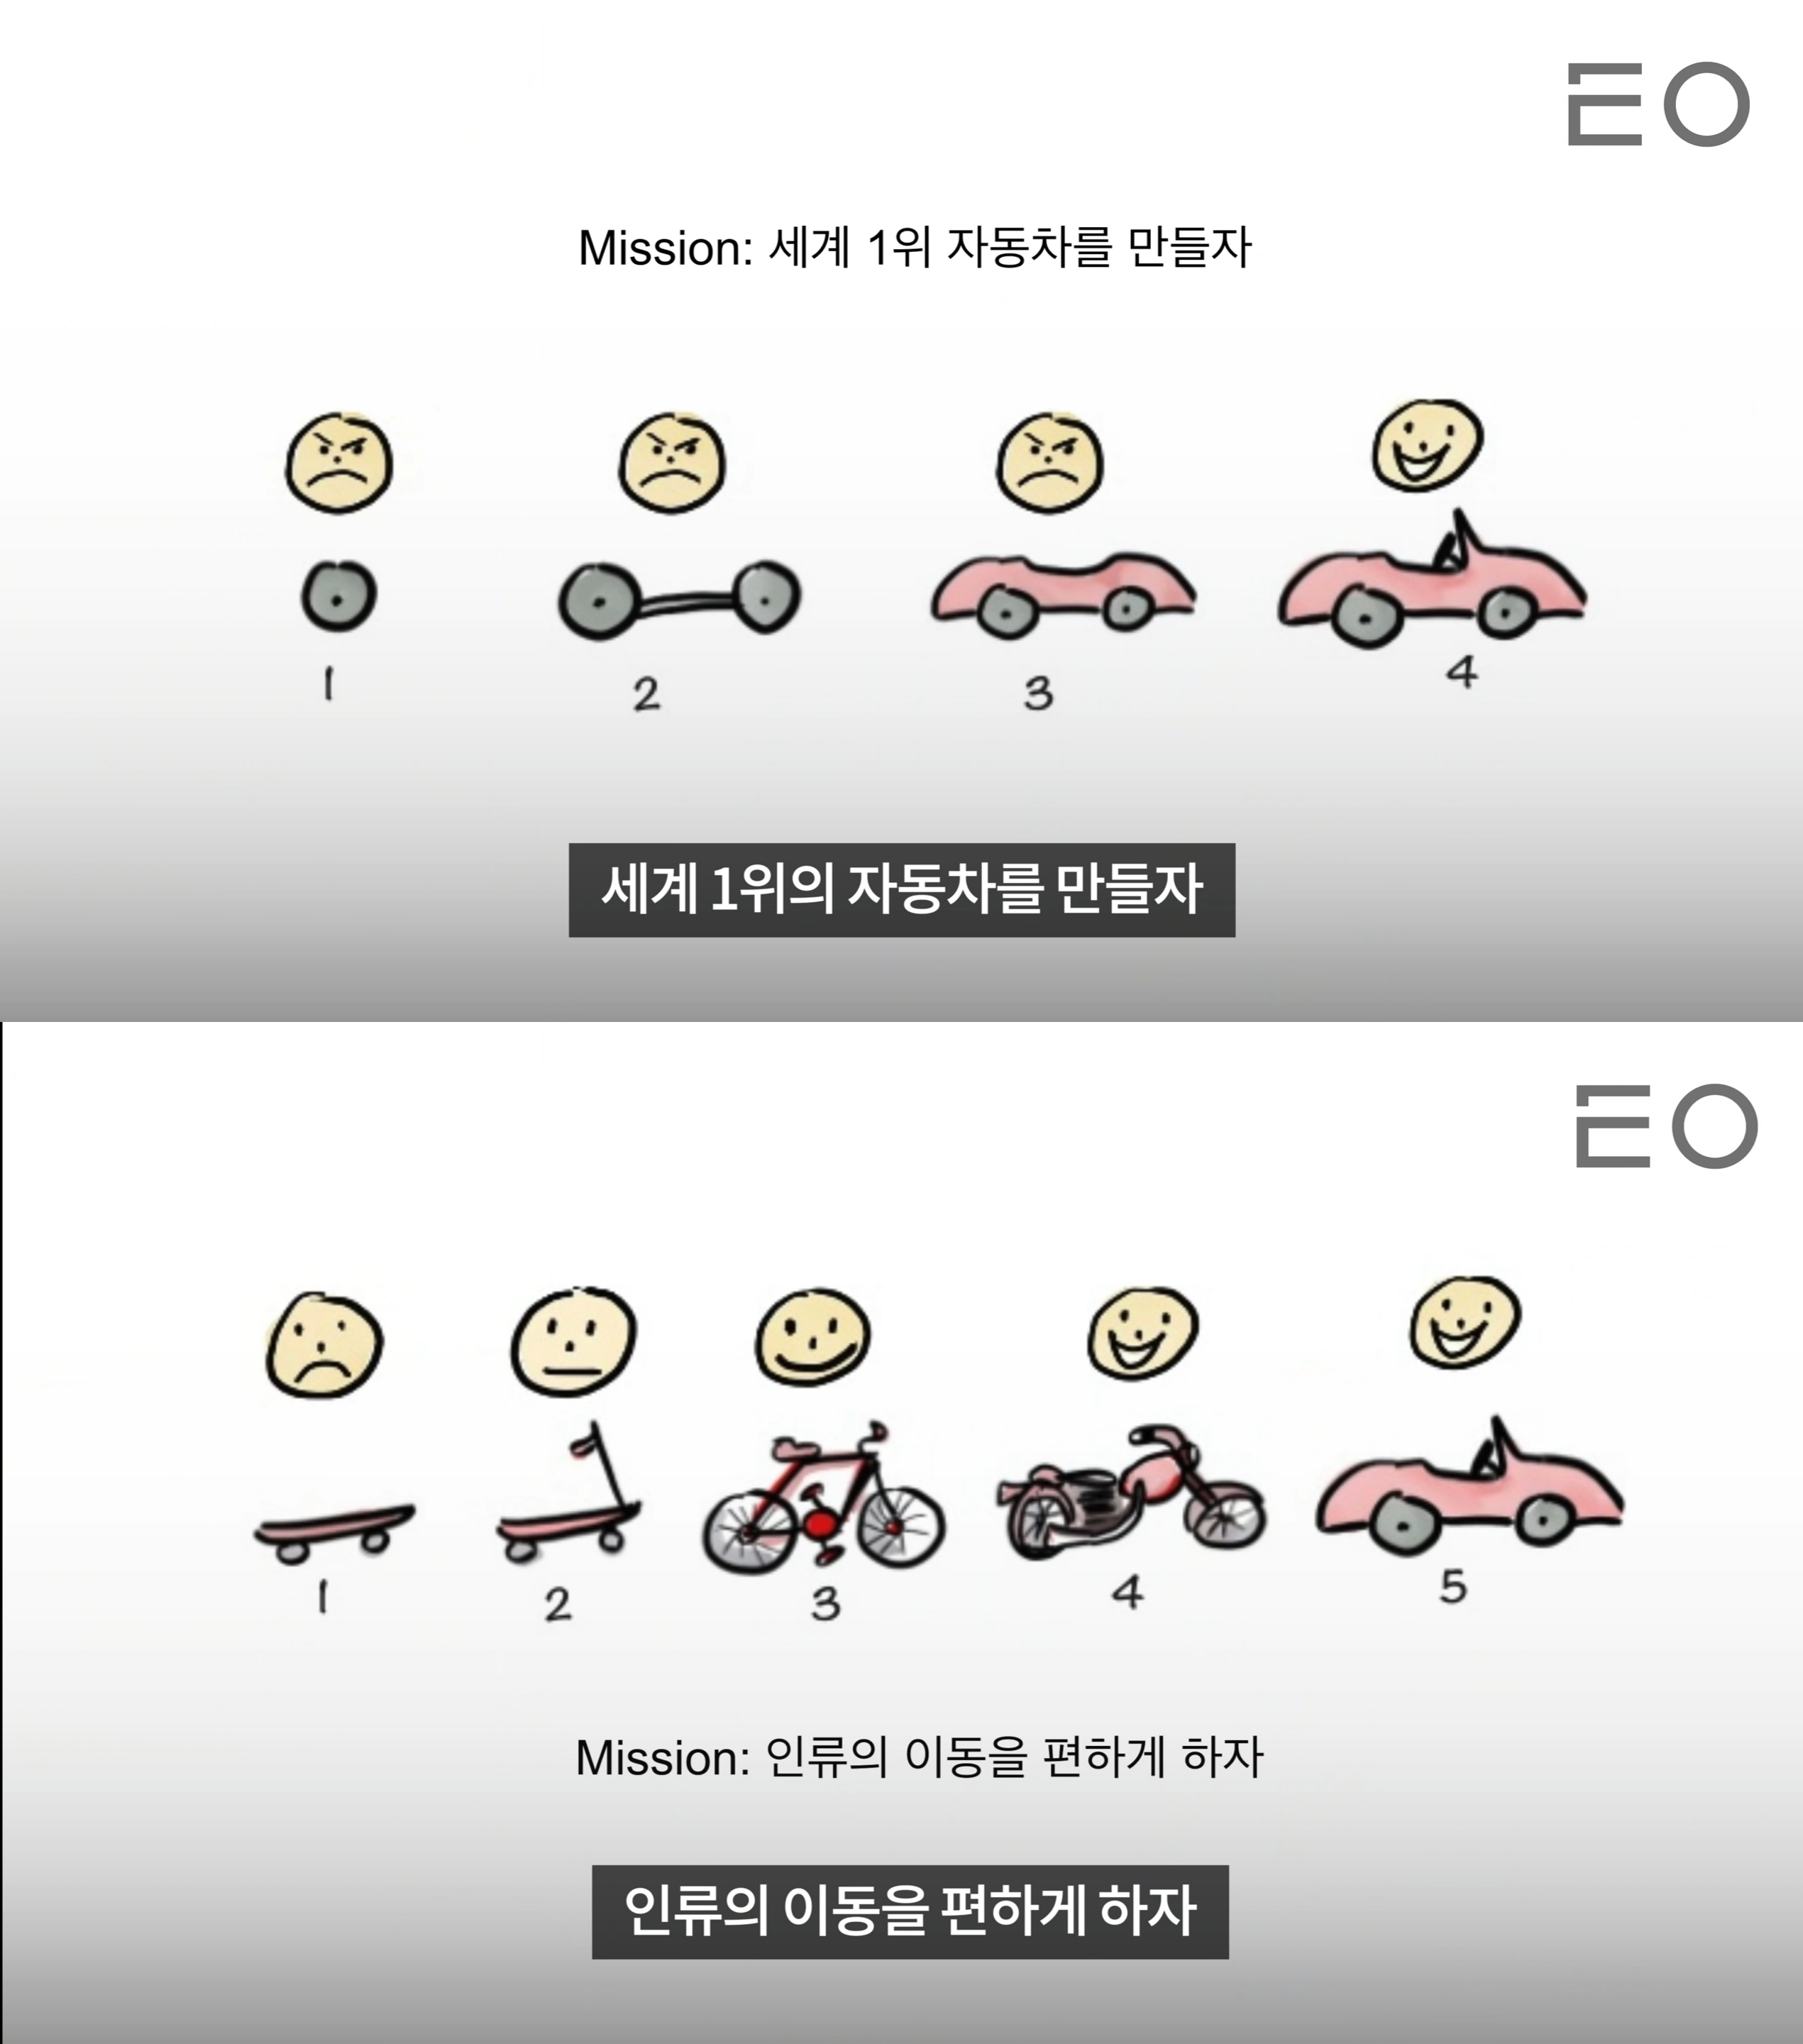 EO
Mission: 세계 1위 자동차를 만들자
1 2 3 4
세계 1위의 자동차를 만들자
EO
1 2 3 4 5
Mission: 인류의 이동을 편하게 하자
인류의 이동을 편하게 하자